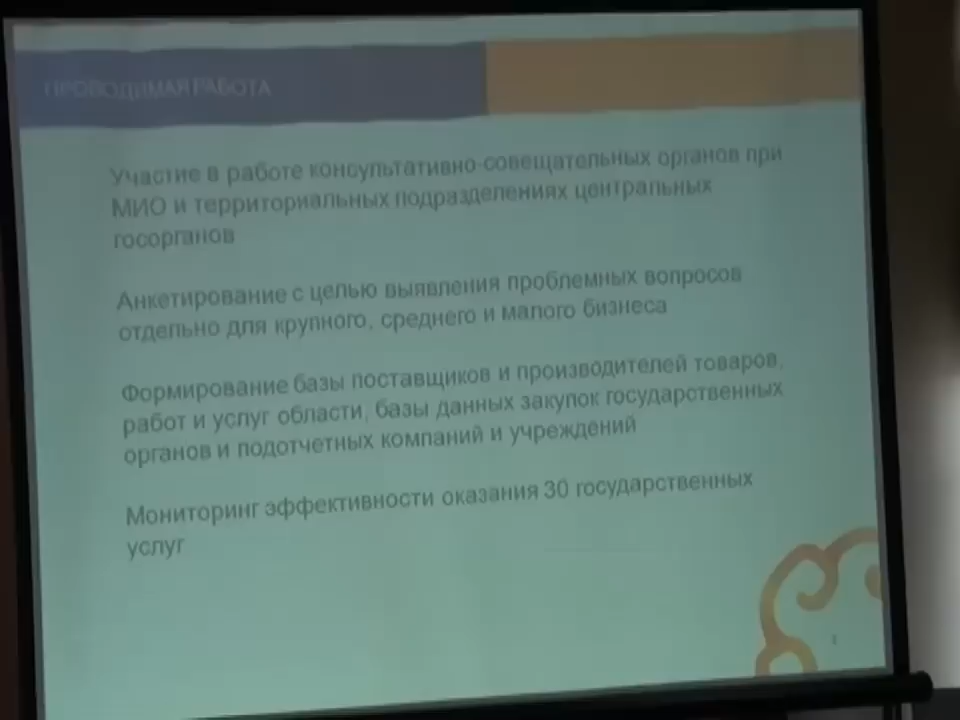 ПРОВОДИМАЯ РАБОТА
Участие в работе консультативно-совещательных органов при
МИО и территориальных подразделениях центральных
госорганов
Анкетирование с целью выявления проблемных вопросов
отдельно для крупного, среднего и малого бизнеса
Формирование базы поставщиков и производителей товаров,
работ и услуг области, базы данных закупок государственных
органов и подотчетных компаний и учреждений
Мониторинг эффективности оказания 30 государственных
услуг